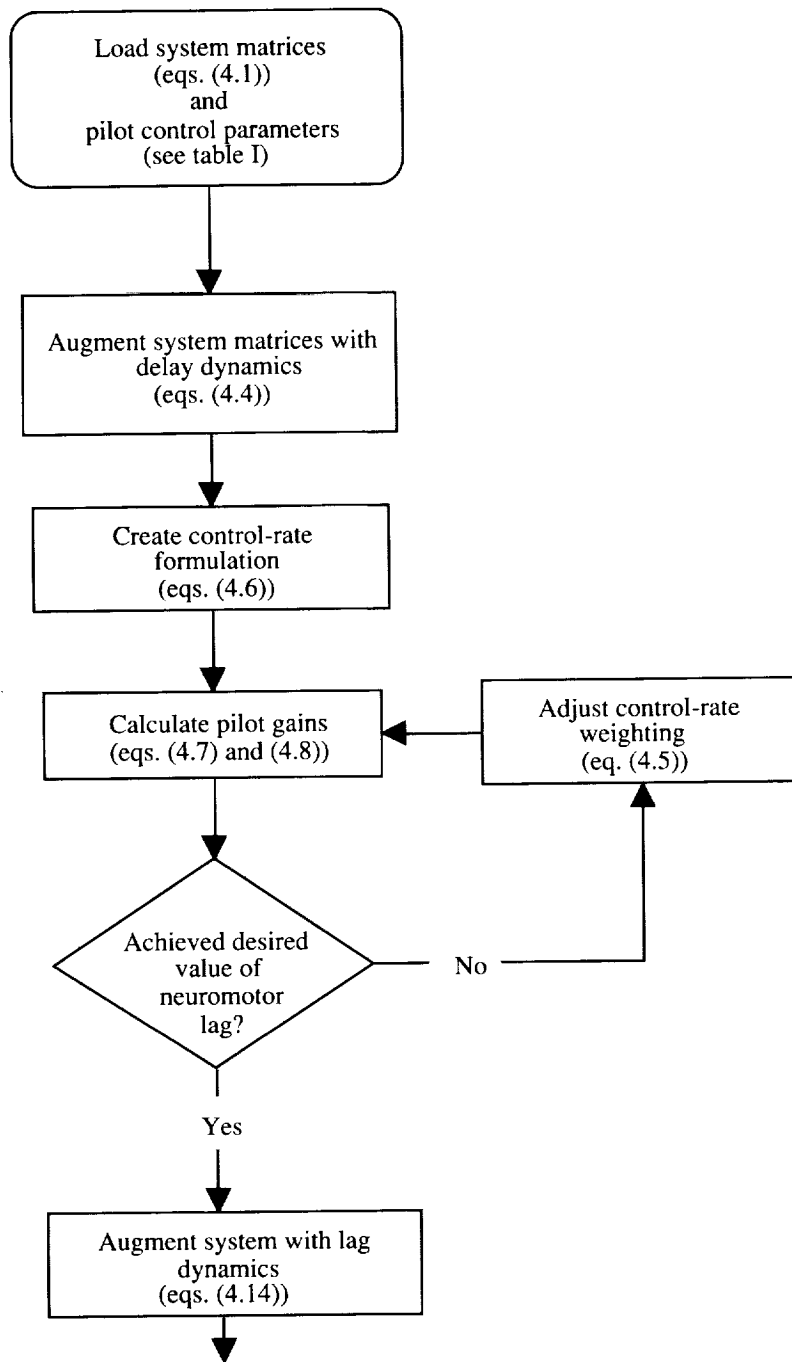 Load system matrices
(eqs. (4.1))
and
pilot control parameters
(see table I)
Augment system matrices with
delay dynamics
(eqs. (4.4))
Create control-rate
formulation
(eqs. (4.6))
Calculate pilot gains
(eqs. (4.7) and (4.8))
Adjust control-rate
weighting
(eq. (4.5))
Achieved desired
value of
neuromotor
lag?
No
Yes
Augment system with lag
dynamics
(eqs. (4.14))